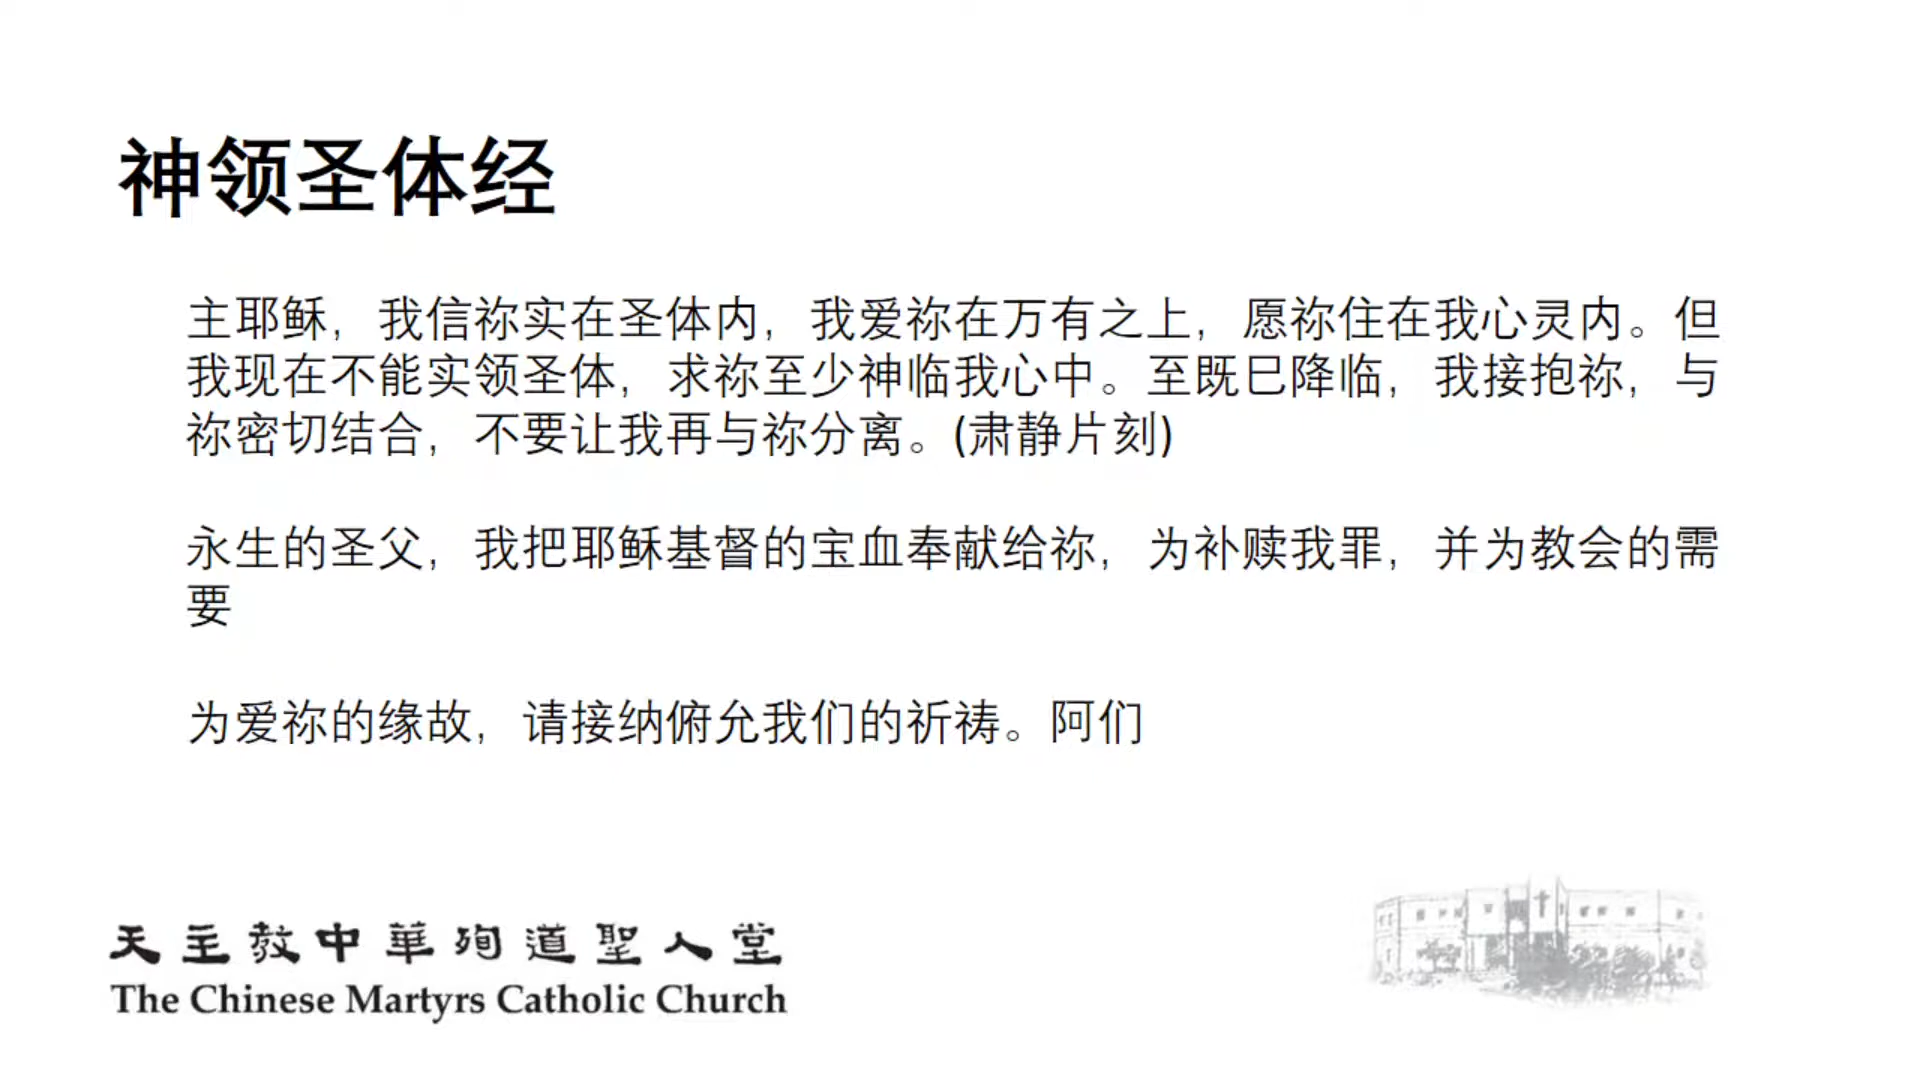 神领圣体经
主耶稣，我信祢实在圣体内，我爱祢在万有之上，愿祢住在我心灵内。但
我现在不能实领圣体，求祢至少神临我心中。至既巳降临，我接抱祢，与
祢密切结合，不要让我再与祢分离。(肃静片刻)
永生的圣父，我把耶稣基督的宝血奉献给祢，为补赎我罪，并为教会的需
要
为爱祢的缘故，请接纳俯允我们的祈祷。阿们
天主教中華殉道聖人堂
The Chinese Martyrs Catholic Church